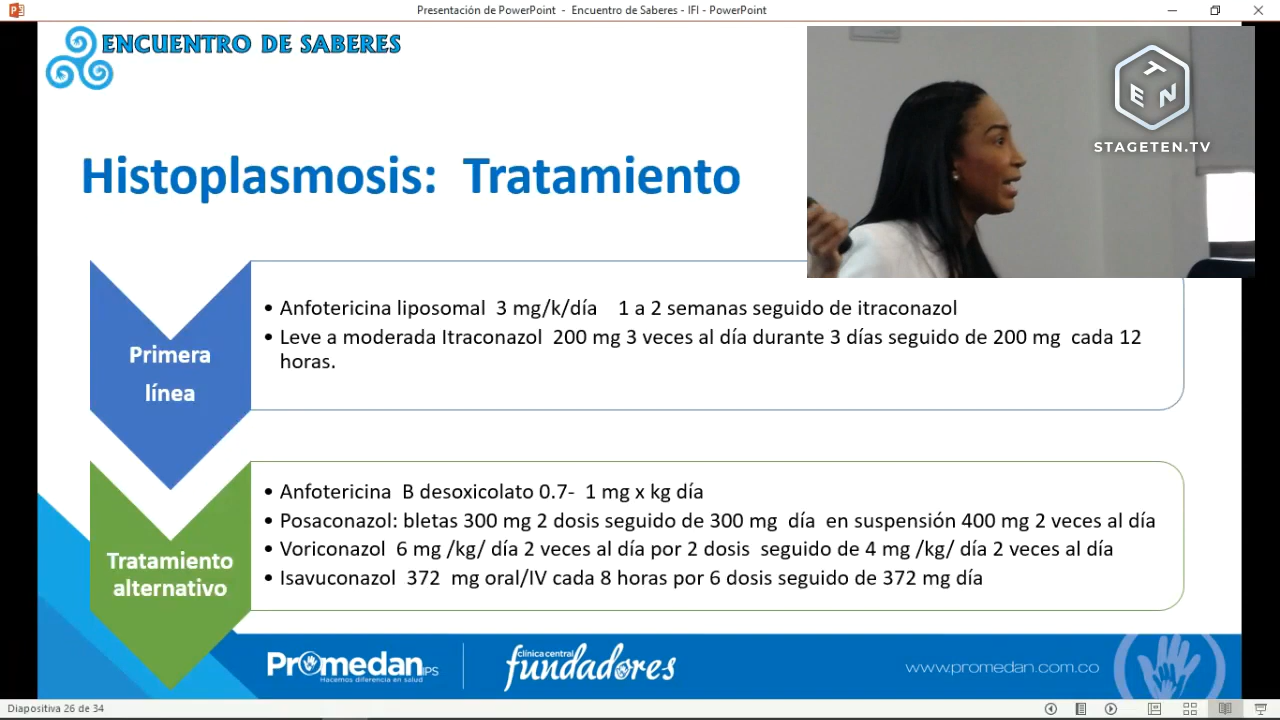 Presentación de PowerPoint - Encuentro de Saberes - IFI - PowerPoint
ENCUENTRO DE SABERES
TEN
STAGETEN.TV
Histoplasmosis: Tratamiento
Primera
línea
• Anfotericina liposomal 3 mg/k/día 1 a 2 semanas seguido de itraconazol
• Leve a moderada Itraconazol 200 mg 3 veces al día durante 3 días seguido de 200 mg cada 12
horas.
Tratamiento
alternativo
• Anfotericina B desoxicolato 0.7- 1 mg x kg día
• Posaconazol: bletas 300 mg 2 dosis seguido de 300 mg día en suspensión 400 mg 2 veces al día
• Voriconazol 6 mg /kg/ día 2 veces al día por 2 dosis seguido de 4 mg /kg/ día 2 veces al día
• Isavuconazol 372 mg oral/IV cada 8 horas por 6 dosis seguido de 372 mg día
Promedan IPS
Hacemos diferencia en salud
clínica central
fundadores
www.promedan.com.co
Diapositiva 26 de 34